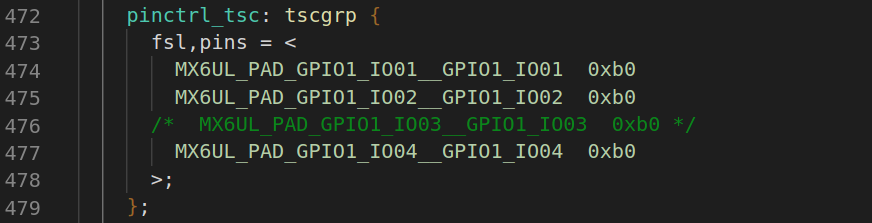 472 pinctrl_tsc: tscgrp {
473 fsl,pins = <
474 MX6UL_PAD_GPIO1_IO01__GPIO1_IO01 0xb0
475 MX6UL_PAD_GPIO1_IO02__GPIO1_IO02 0xb0
476 /* MX6UL_PAD_GPIO1_IO03__GPIO1_IO03 0xb0 */
477 MX6UL_PAD_GPIO1_IO04__GPIO1_IO04 0xb0
478 >;
479 };